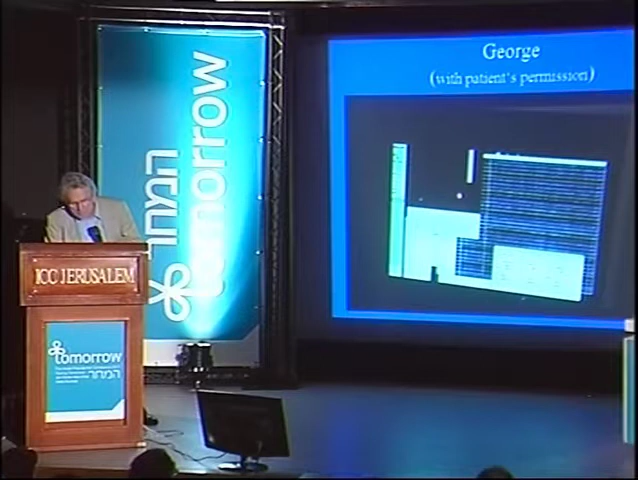 George
(with patient's permission)
המחר
tomorrow
ICC JERUSALEM
tomorrow
המחר